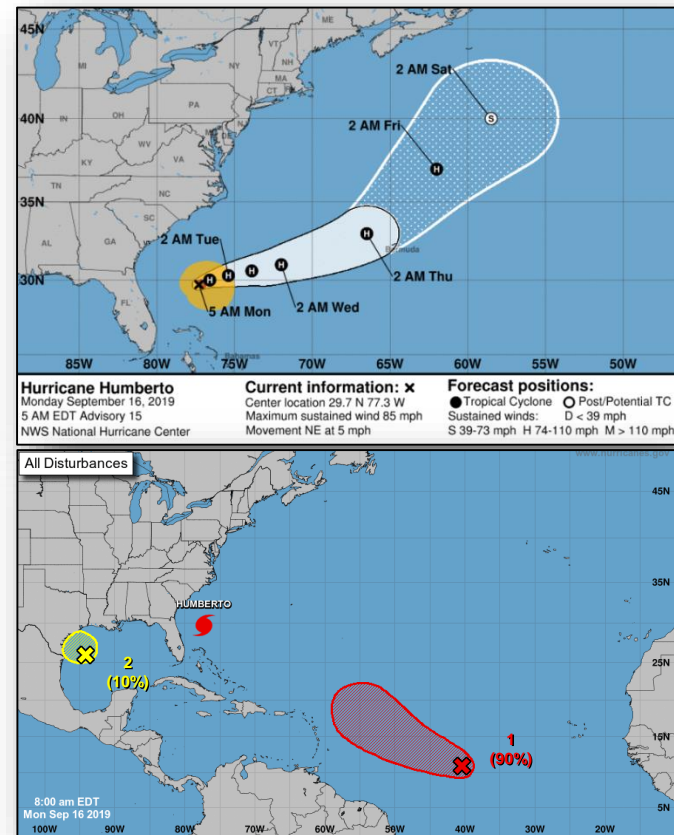 45N
ME
VT
NH
MI
NY
MA
CT
2 AM Sat
PA
NJ
40N
IN
OH
2 AM Fri
S
WV
KY
VA
H
TN
NC
35N
SC
2 AM Tue
AL
GA
H
Bermuda
2 AM Thu
30N
H
H
H
H
FL
5 AM Mon
2 AM Wed
Bahamas
85W 80W 75W 70W 65W 60W 55W 50W
Hurricane Humberto
Monday September 16, 2019
5 AM EDT Advisory 15
NWS National Hurricane Center
Current information: ×
Center location 29.7 N 77.3 W
Maximum sustained wind 85 mph
Movement NE at 5 mph
Forecast positions:
Tropical Cyclone Post/Potential TC
Sustained winds: D < 39 mph
S 39-73 mph H 74-110 mph M > 110 mph
All Disturbances
www.hurricanes.gov
45N
35N
HUMBERTO
2
(10%)
25N
15N
1
(90%)
5N
8:00 am EDT
Mon Sep 16 2019
100W 90W 80W 70W 60W 50W 40W 30W 20W